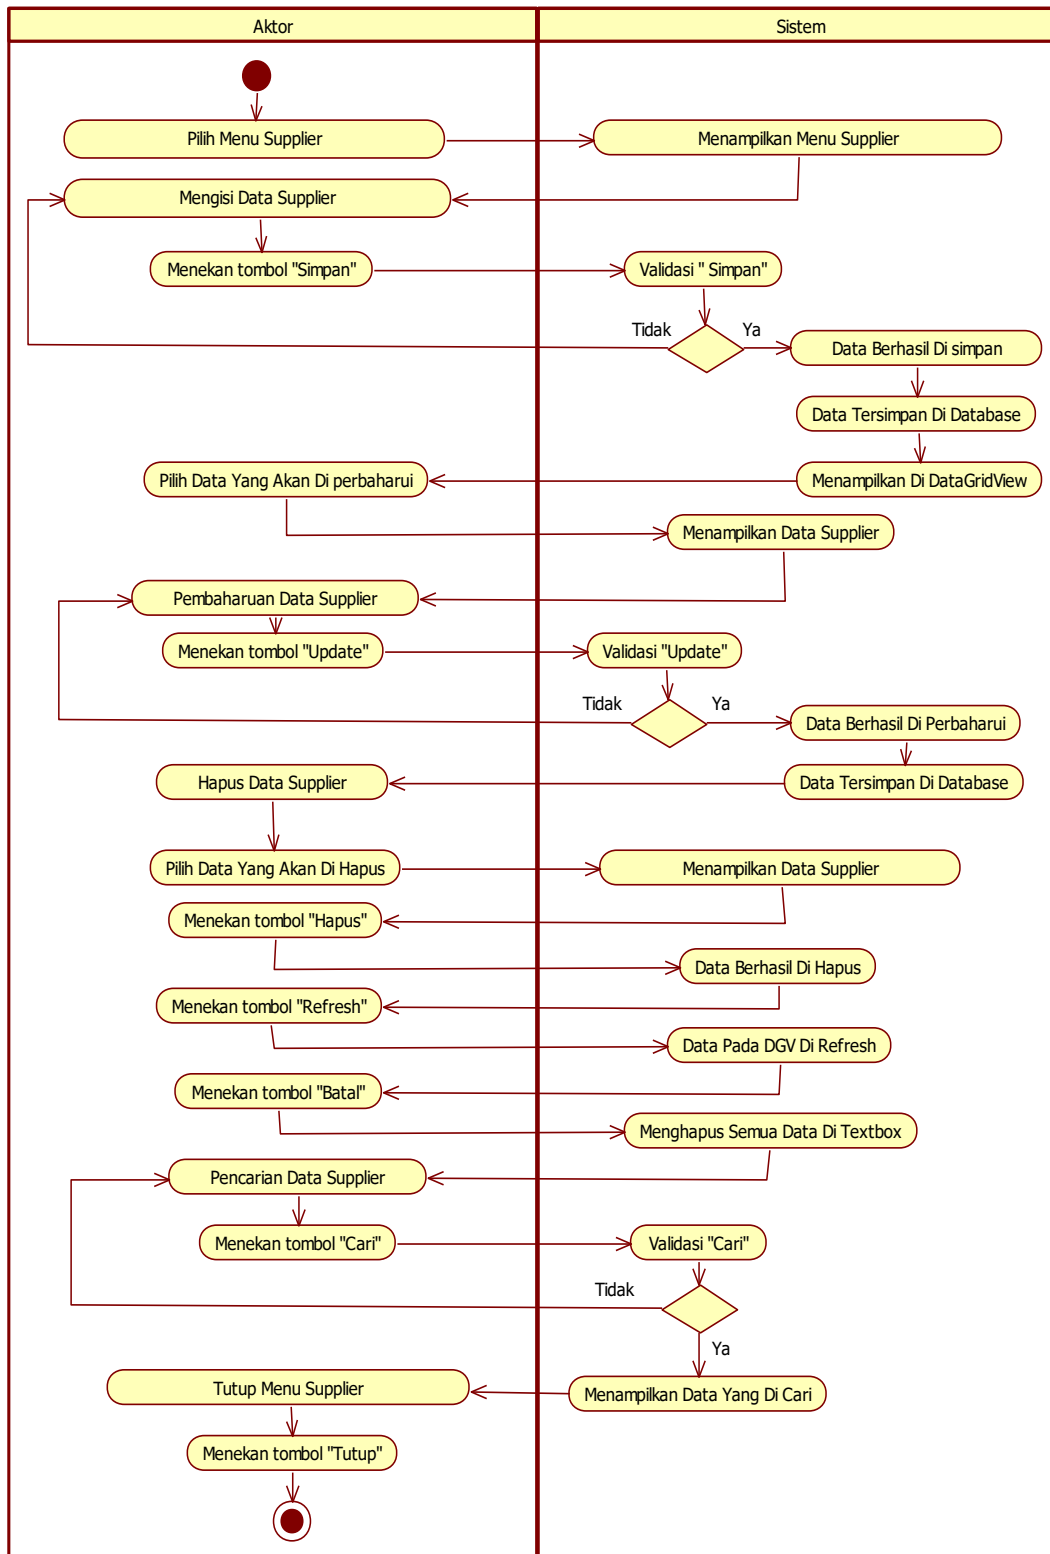 Aktor
Sistem
Pilih Menu Supplier
Menampilkan Menu Supplier
Mengisi Data Supplier
Menekan tombol "Simpan"
Validasi " Simpan"
Tidak
Ya
Data Berhasil Di simpan
Data Tersimpan Di Database
Pilih Data Yang Akan Di perbaharui
Menampilkan Di DataGridView
Menampilkan Data Supplier
Pembaharuan Data Supplier
Menekan tombol "Update"
Validasi "Update"
Tidak
Ya
Data Berhasil Di Perbaharui
Hapus Data Supplier
Data Tersimpan Di Database
Pilih Data Yang Akan Di Hapus
Menampilkan Data Supplier
Menekan tombol "Hapus"
Data Berhasil Di Hapus
Menekan tombol "Refresh"
Data Pada DGV Di Refresh
Menekan tombol "Batal"
Menghapus Semua Data Di Textbox
Pencarian Data Supplier
Menekan tombol "Cari"
Validasi "Cari"
Tidak
Ya
Tutup Menu Supplier
Menampilkan Data Yang Di Cari
Menekan tombol "Tutup"